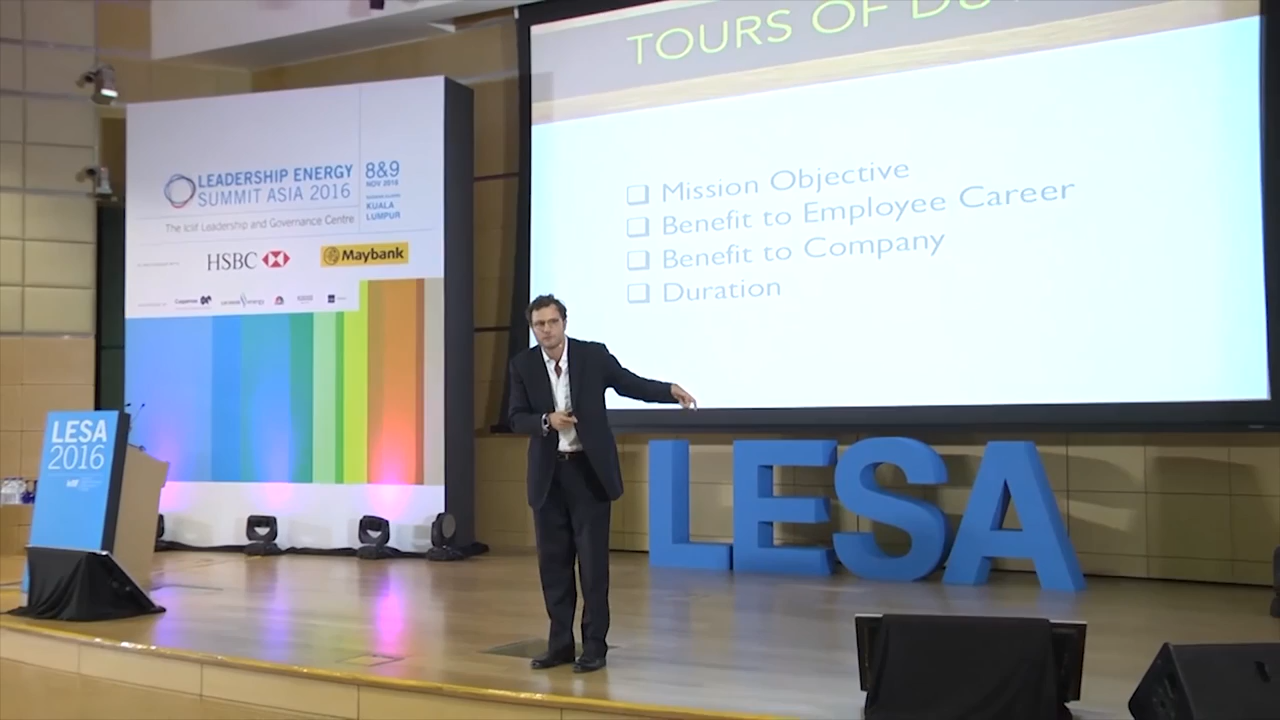 TOURS OF DU
Mission Objective
Benefit to Employee Career
Benefit to Company
Duration
LEADERSHIP ENERGY
SUMMIT ASIA 2016
8&9
NOV 2016
KUALA
LUMPUR
The Iclif Leadership and Governance Centre
HSBC
Maybank
LESA
2016
LESA